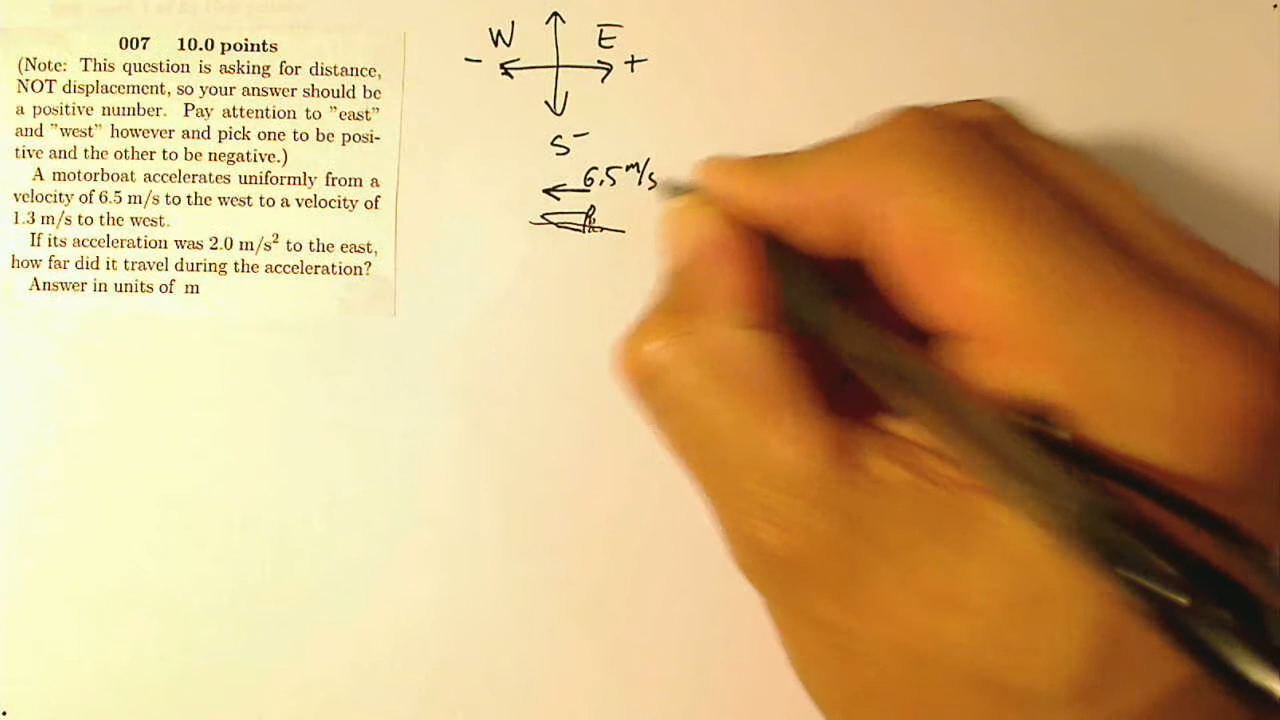 007 10.0 points
(Note: This question is asking for distance,
NOT displacement, so your answer should be
a positive number. Pay attention to "east"
and "west" however and pick one to be posi-
tive and the other to be negative.)
A motorboat accelerates uniformly from a
velocity of 6.5 m/s to the west to a velocity of
1.3 m/s to the west.
If its acceleration was 2.0 m/s² to the east,
how far did it travel during the acceleration?
Answer in units of m
W E
- +
S -
6.5 m/s